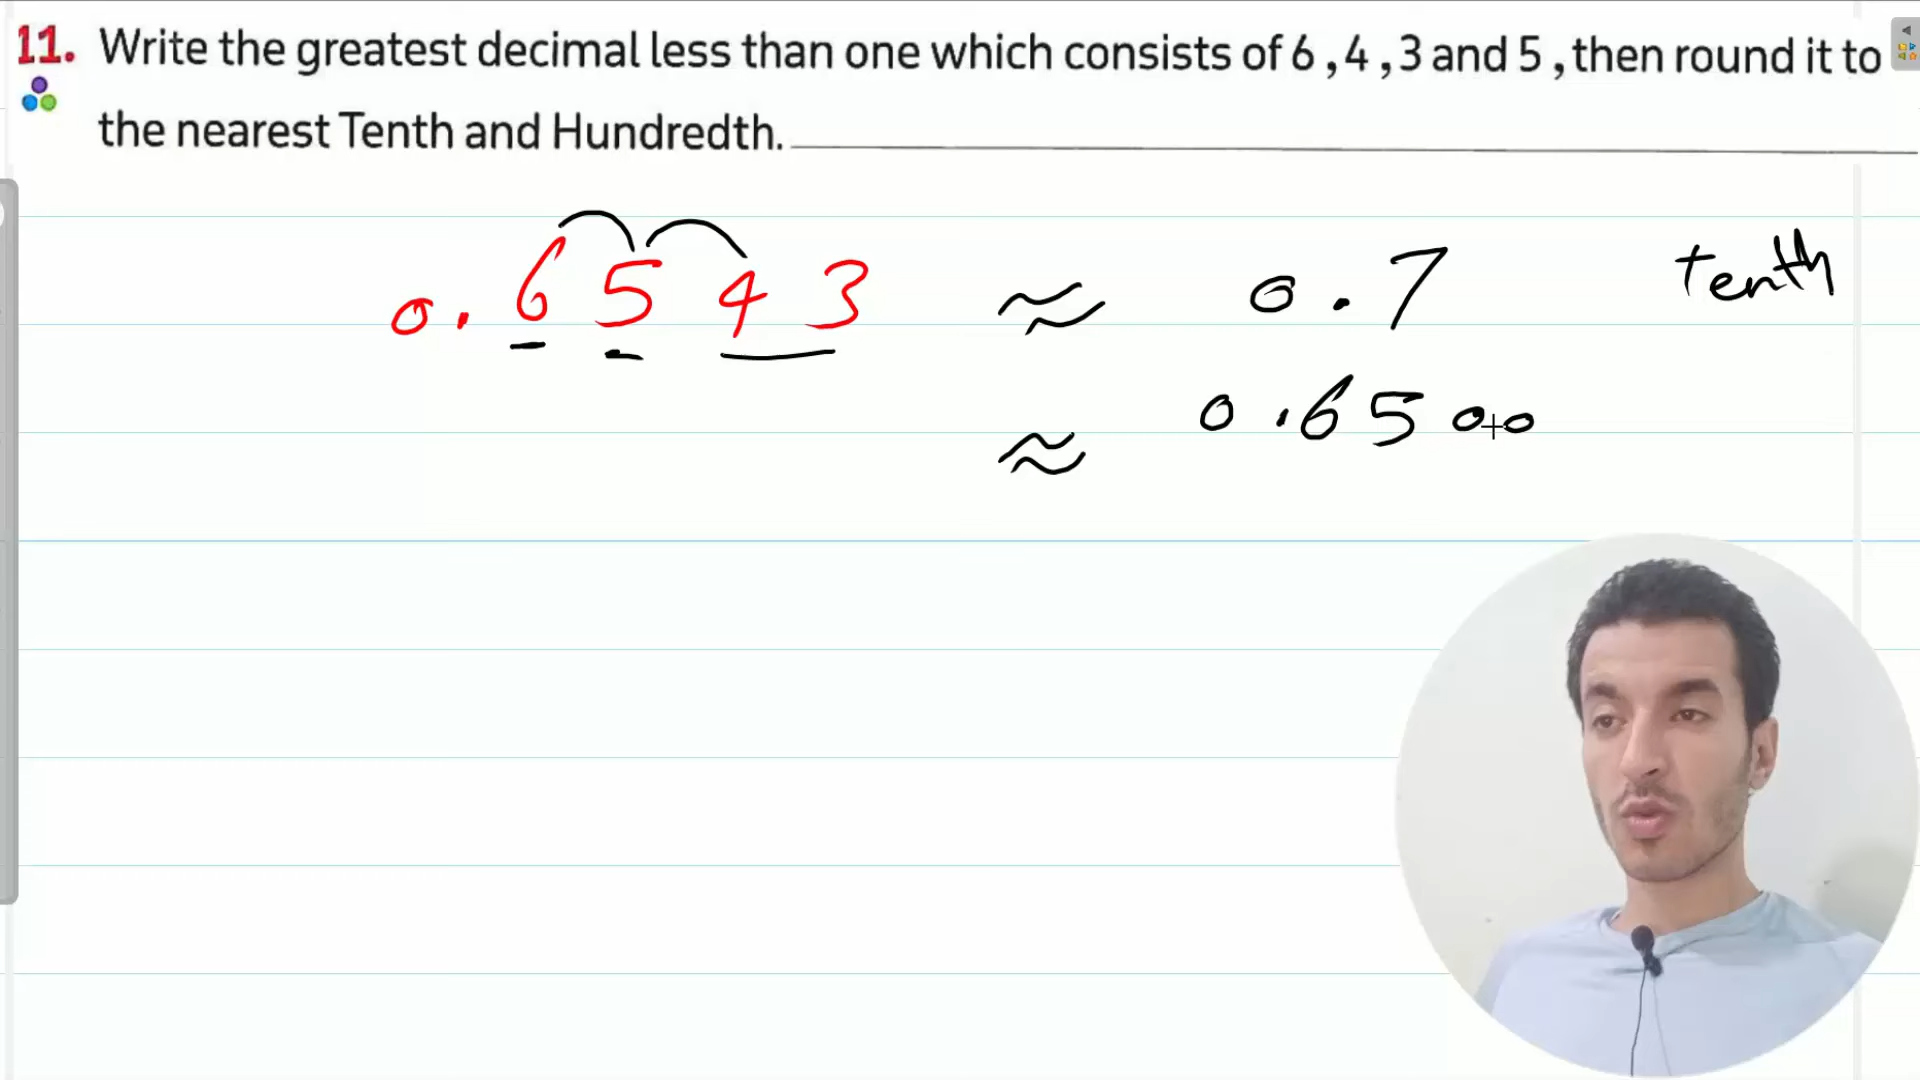 11. Write the greatest decimal less than one which consists of 6 , 4 , 3 and 5 , then round it to
the nearest Tenth and Hundredth.
0.6543 ≈ 0.7 tenth
≈ 0.6500